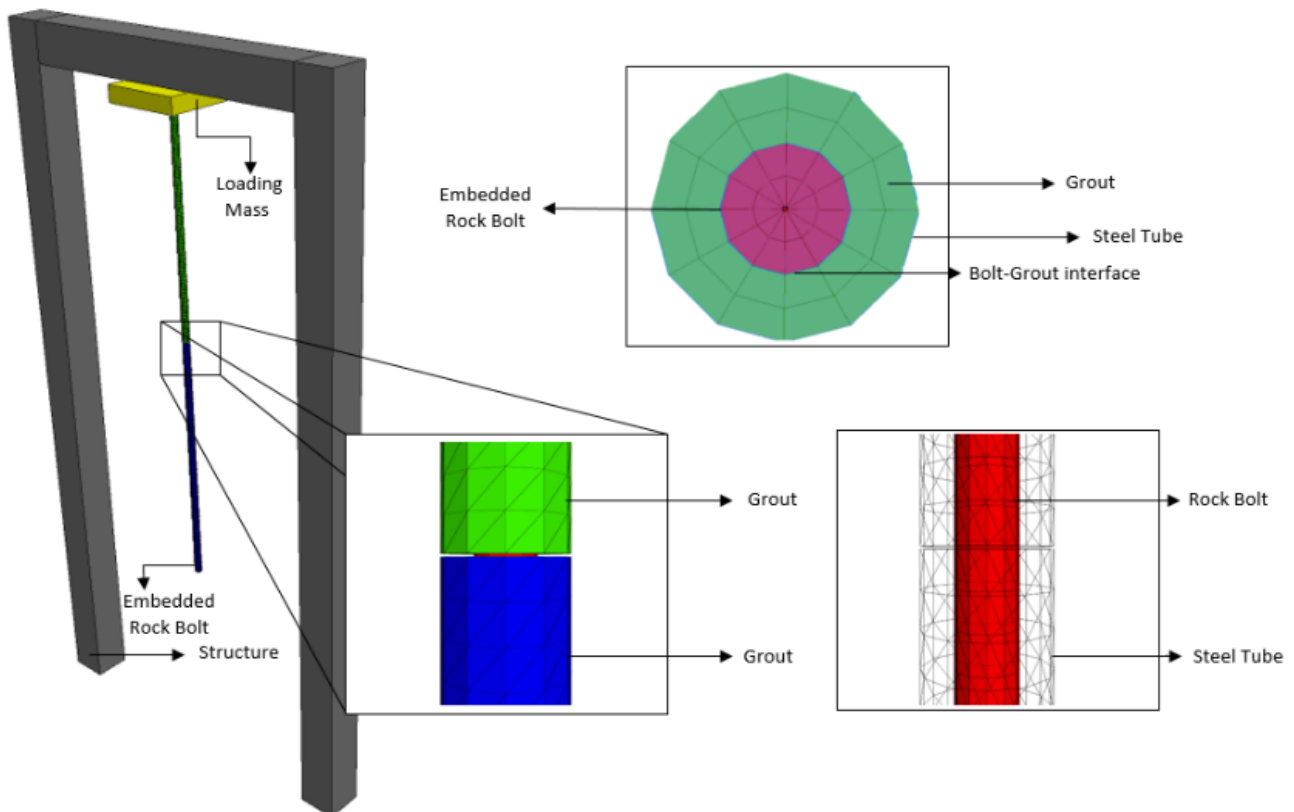 Loading
Mass
Embedded
Rock Bolt
Structure
Embedded
Rock Bolt
Grout
Steel Tube
Bolt-Grout interface
Grout
Grout
Rock Bolt
Steel Tube